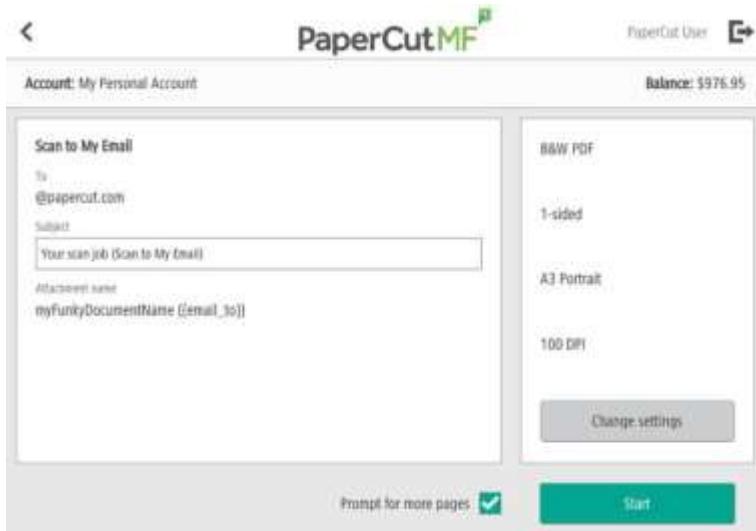 PaperCutMF
PaperCut User
Account: My Personal Account
Balance: $976.95
Scan to My Email
To
@papercut.com
Subject
Your scan job (Scan to My Email)
Attachment name
myFunkyDocumentName {{email_to}}
B&W PDF
1-sided
A3 Portrait
100 DPI
Change settings
Prompt for more pages
Start